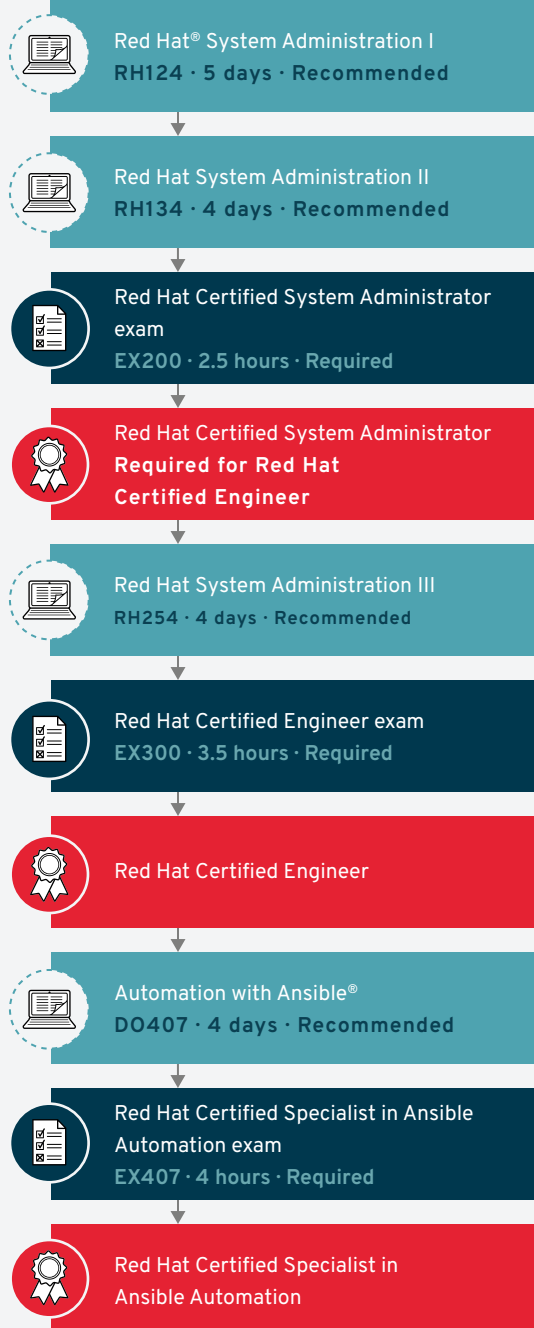 Red Hat® System Administration I
RH124 · 5 days · Recommended
Red Hat System Administration II
RH134 · 4 days · Recommended
Red Hat Certified System Administrator
exam
EX200 · 2.5 hours · Required
Red Hat Certified System Administrator
Required for Red Hat
Certified Engineer
Red Hat System Administration III
RH254 · 4 days · Recommended
Red Hat Certified Engineer exam
EX300 · 3.5 hours · Required
Red Hat Certified Engineer
Automation with Ansible®
DO407 · 4 days · Recommended
Red Hat Certified Specialist in Ansible
Automation exam
EX407 · 4 hours · Required
Red Hat Certified Specialist in
Ansible Automation